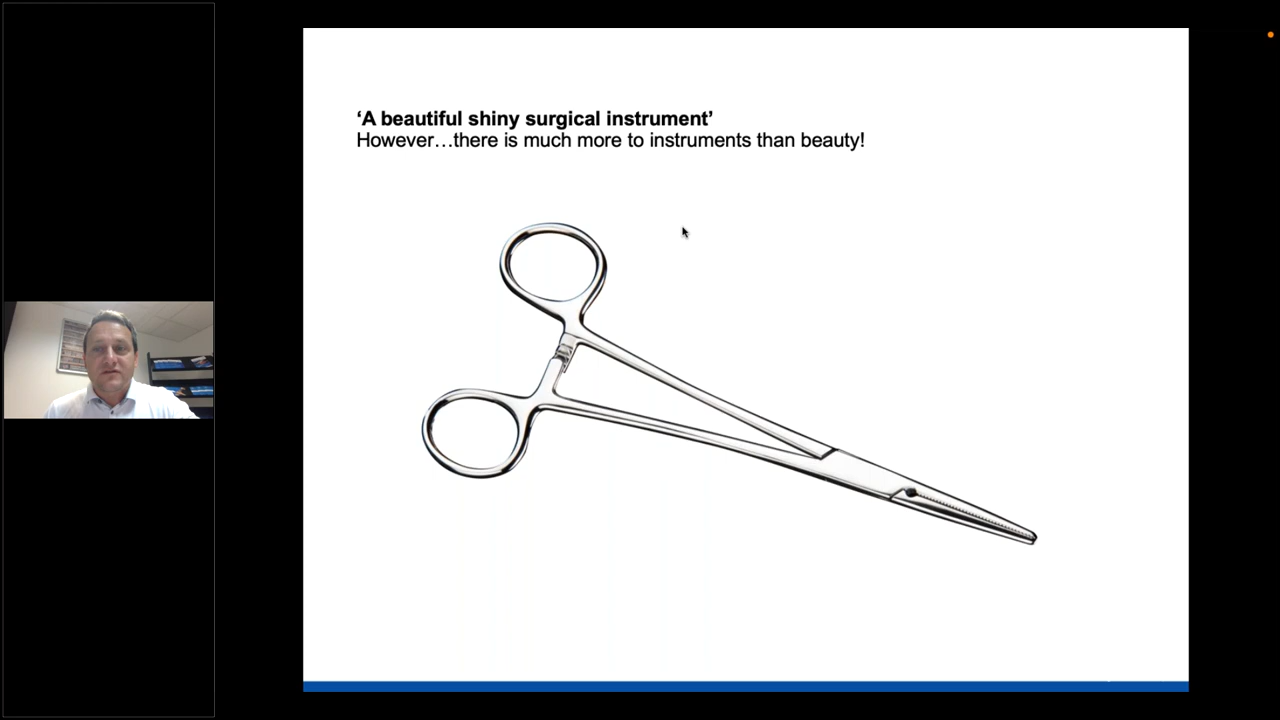 ‘A beautiful shiny surgical instrument’
However…there is much more to instruments than beauty!